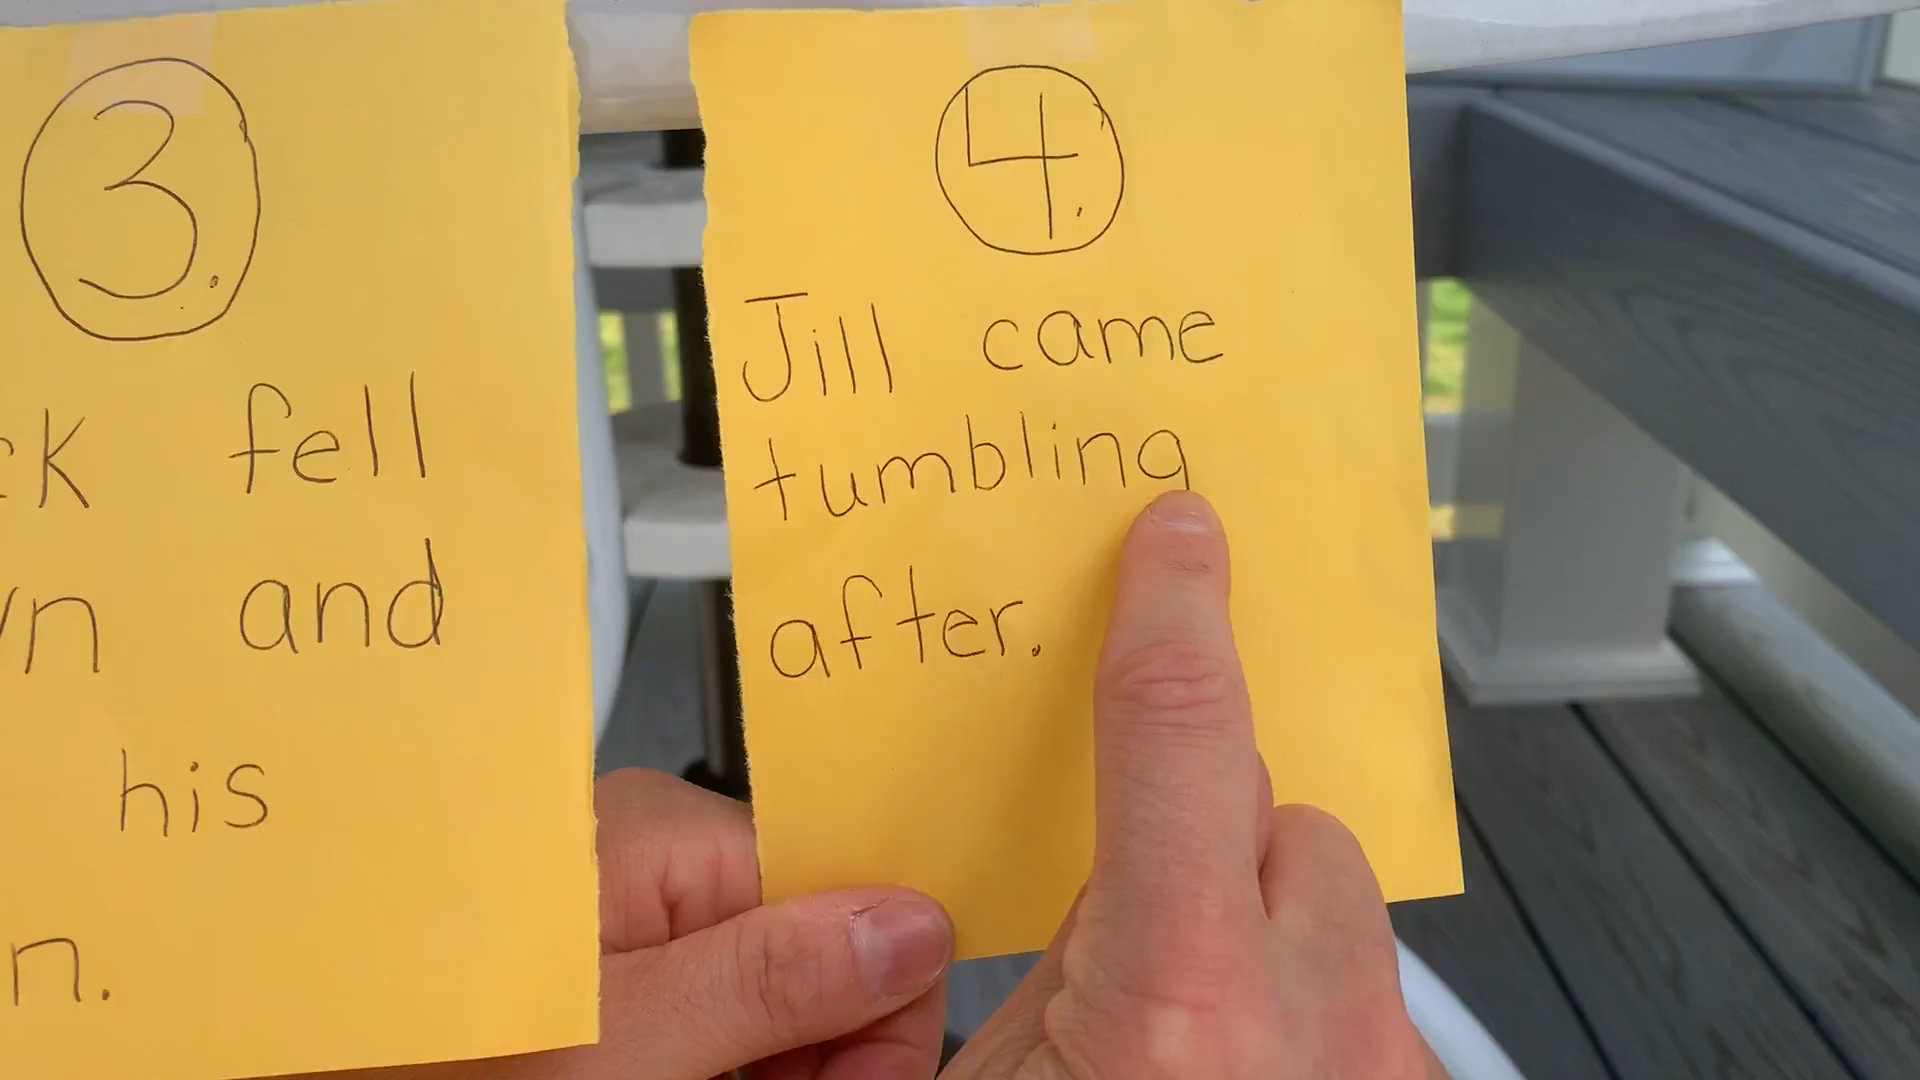 3.
fell
and
his
4.
Jill came
tumbling
after.